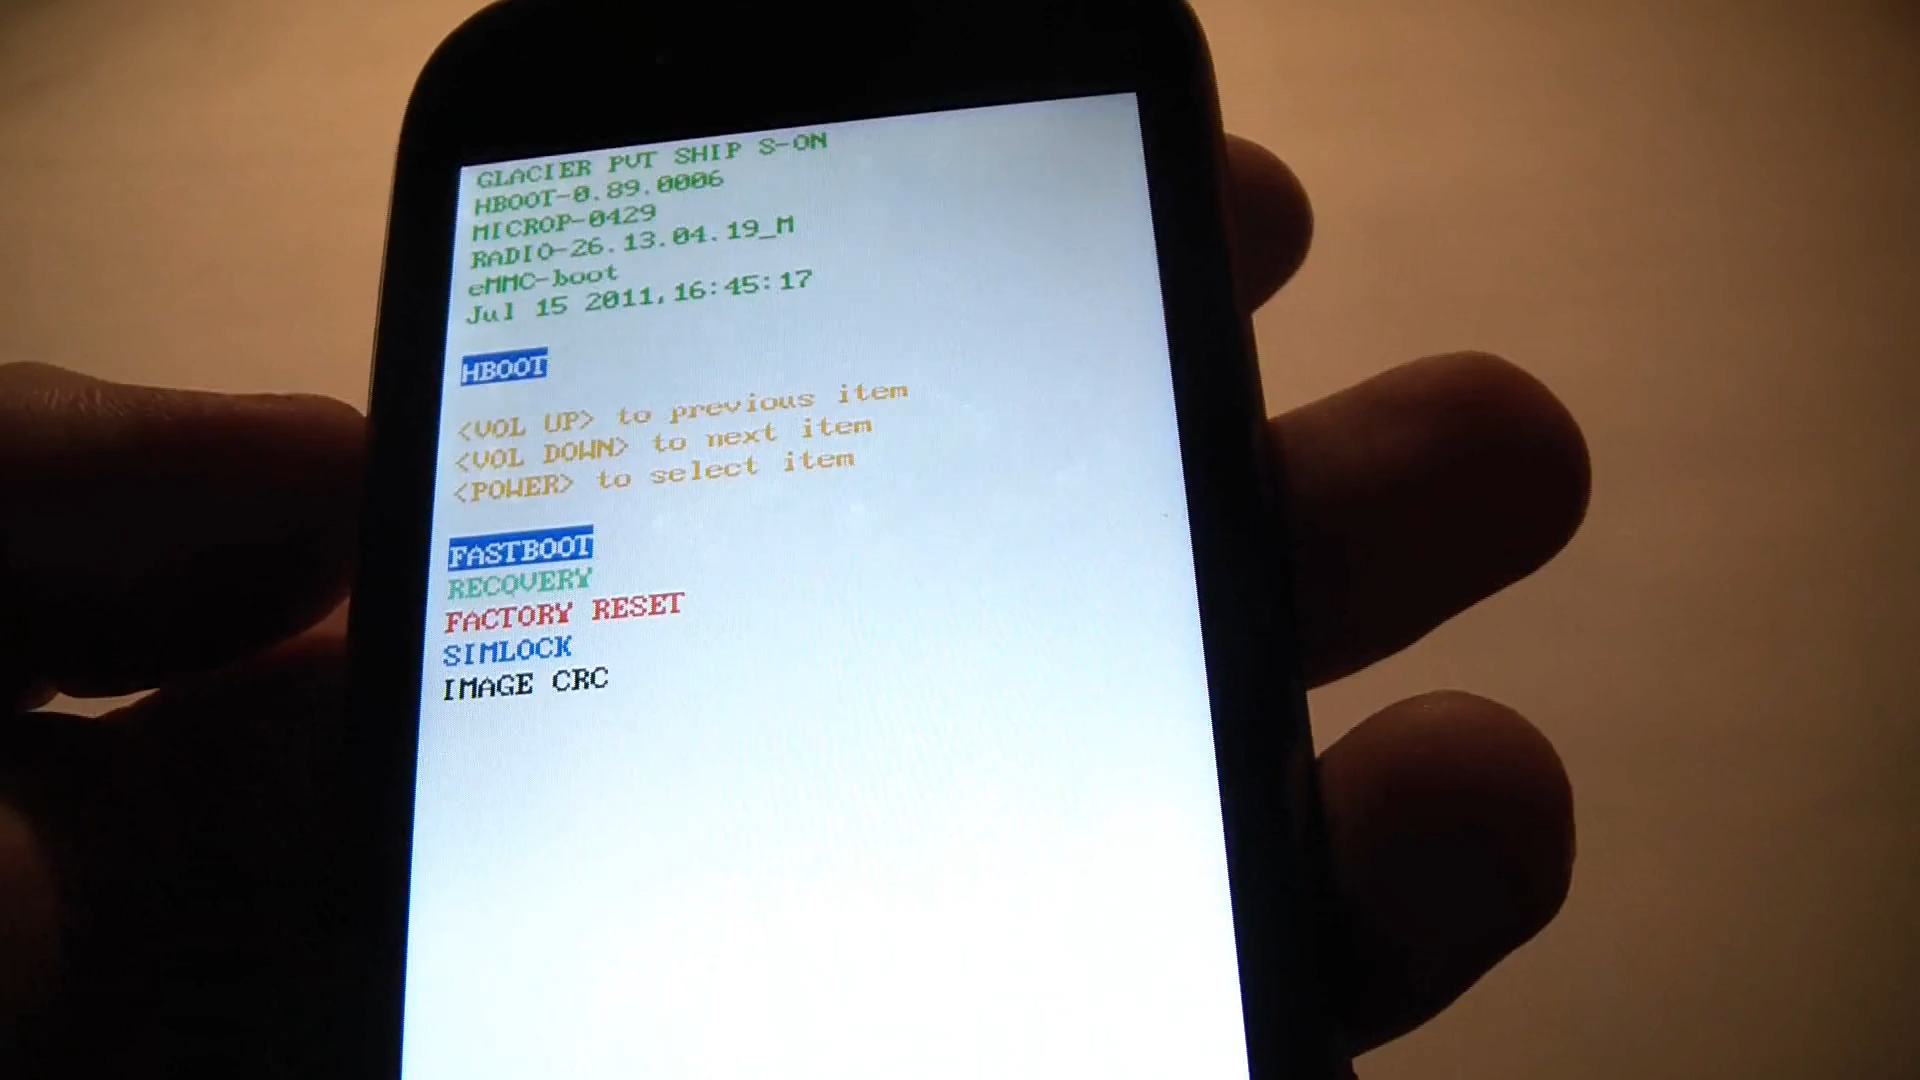 GLACIER PVT SHIP S-ON
HBOOT-0.89.0006
MICROP-0429
RADIO-26.13.04.19_M
eMMC-boot
Jul 15 2011,16:45:17
HBOOT
<VOL UP> to previous item
<VOL DOWN> to next item
<POWER> to select item
FASTBOOT
RECOVERY
FACTORY RESET
SIMLOCK
IMAGE CRC